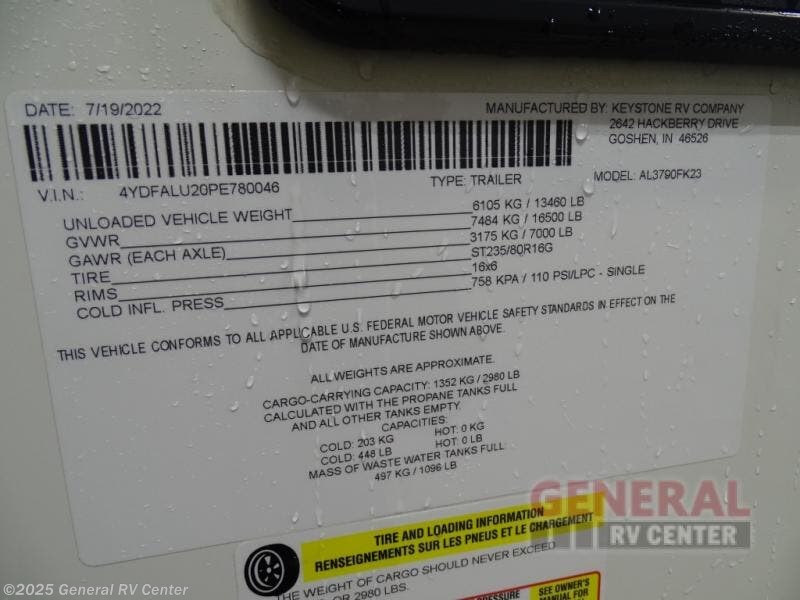 DATE: 7/19/2022
MANUFACTURED BY: KEYSTONE RV COMPANY
2642 HACKBERRY DRIVE
GOSHEN, IN 46526
V.I.N.: 4YDFALU20PE780046 TYPE: TRAILER MODEL: AL3790FK23
UNLOADED VEHICLE WEIGHT 6105 KG / 13460 LB
GVWR 7484 KG / 16500 LB
GAWR (EACH AXLE) 3175 KG / 7000 LB
TIRE ST235/80R16G
RIMS 16x6
COLD INFL. PRESS 758 KPA / 110 PSI/LPC - SINGLE
THIS VEHICLE CONFORMS TO ALL APPLICABLE U.S. FEDERAL MOTOR VEHICLE SAFETY STANDARDS IN EFFECT ON THE
DATE OF MANUFACTURE SHOWN ABOVE.
ALL WEIGHTS ARE APPROXIMATE.
CARGO-CARRYING CAPACITY: 1352 KG / 2980 LB
CALCULATED WITH THE PROPANE TANKS FULL
AND ALL OTHER TANKS EMPTY.
CAPACITIES:
COLD: 203 KG HOT: 0 KG
COLD: 448 LB HOT: 0 LB
MASS OF WASTE WATER TANKS FULL
497 KG / 1096 LB
GENERAL
RV CENTER
TIRE AND LOADING INFORMATION
RENSEIGNEMENTS SUR LES PNEUS ET LE CHARGEMENT
THE WEIGHT OF CARGO SHOULD NEVER EXCEED
OR 2980 LBS.
PRESSURE
SEE OWNER'S
MANUAL FOR
©2025 General RV Center